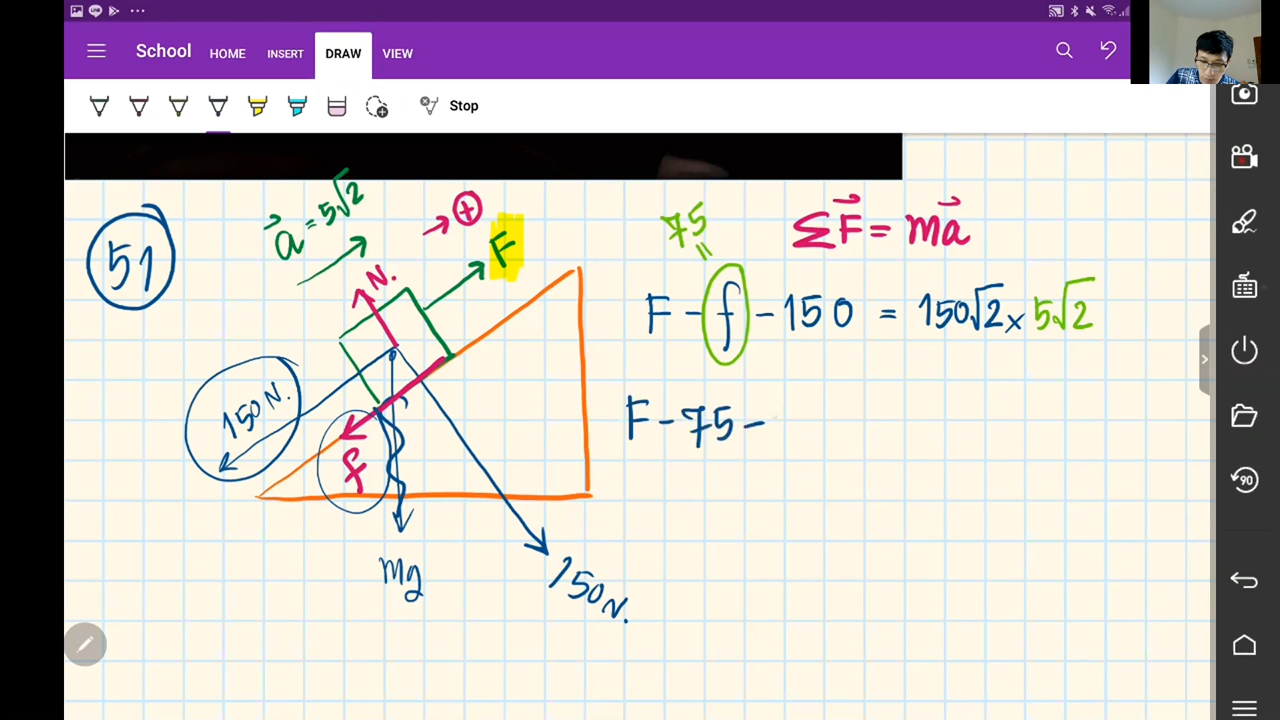 School HOME INSERT DRAW VIEW
Stop
51
a = 5√2
→ +
F
N.
150 N.
f
mg
150 N.
75
=
ΣF = ma
F - f - 150 = 150√2 × 5√2
F - 75 -
90